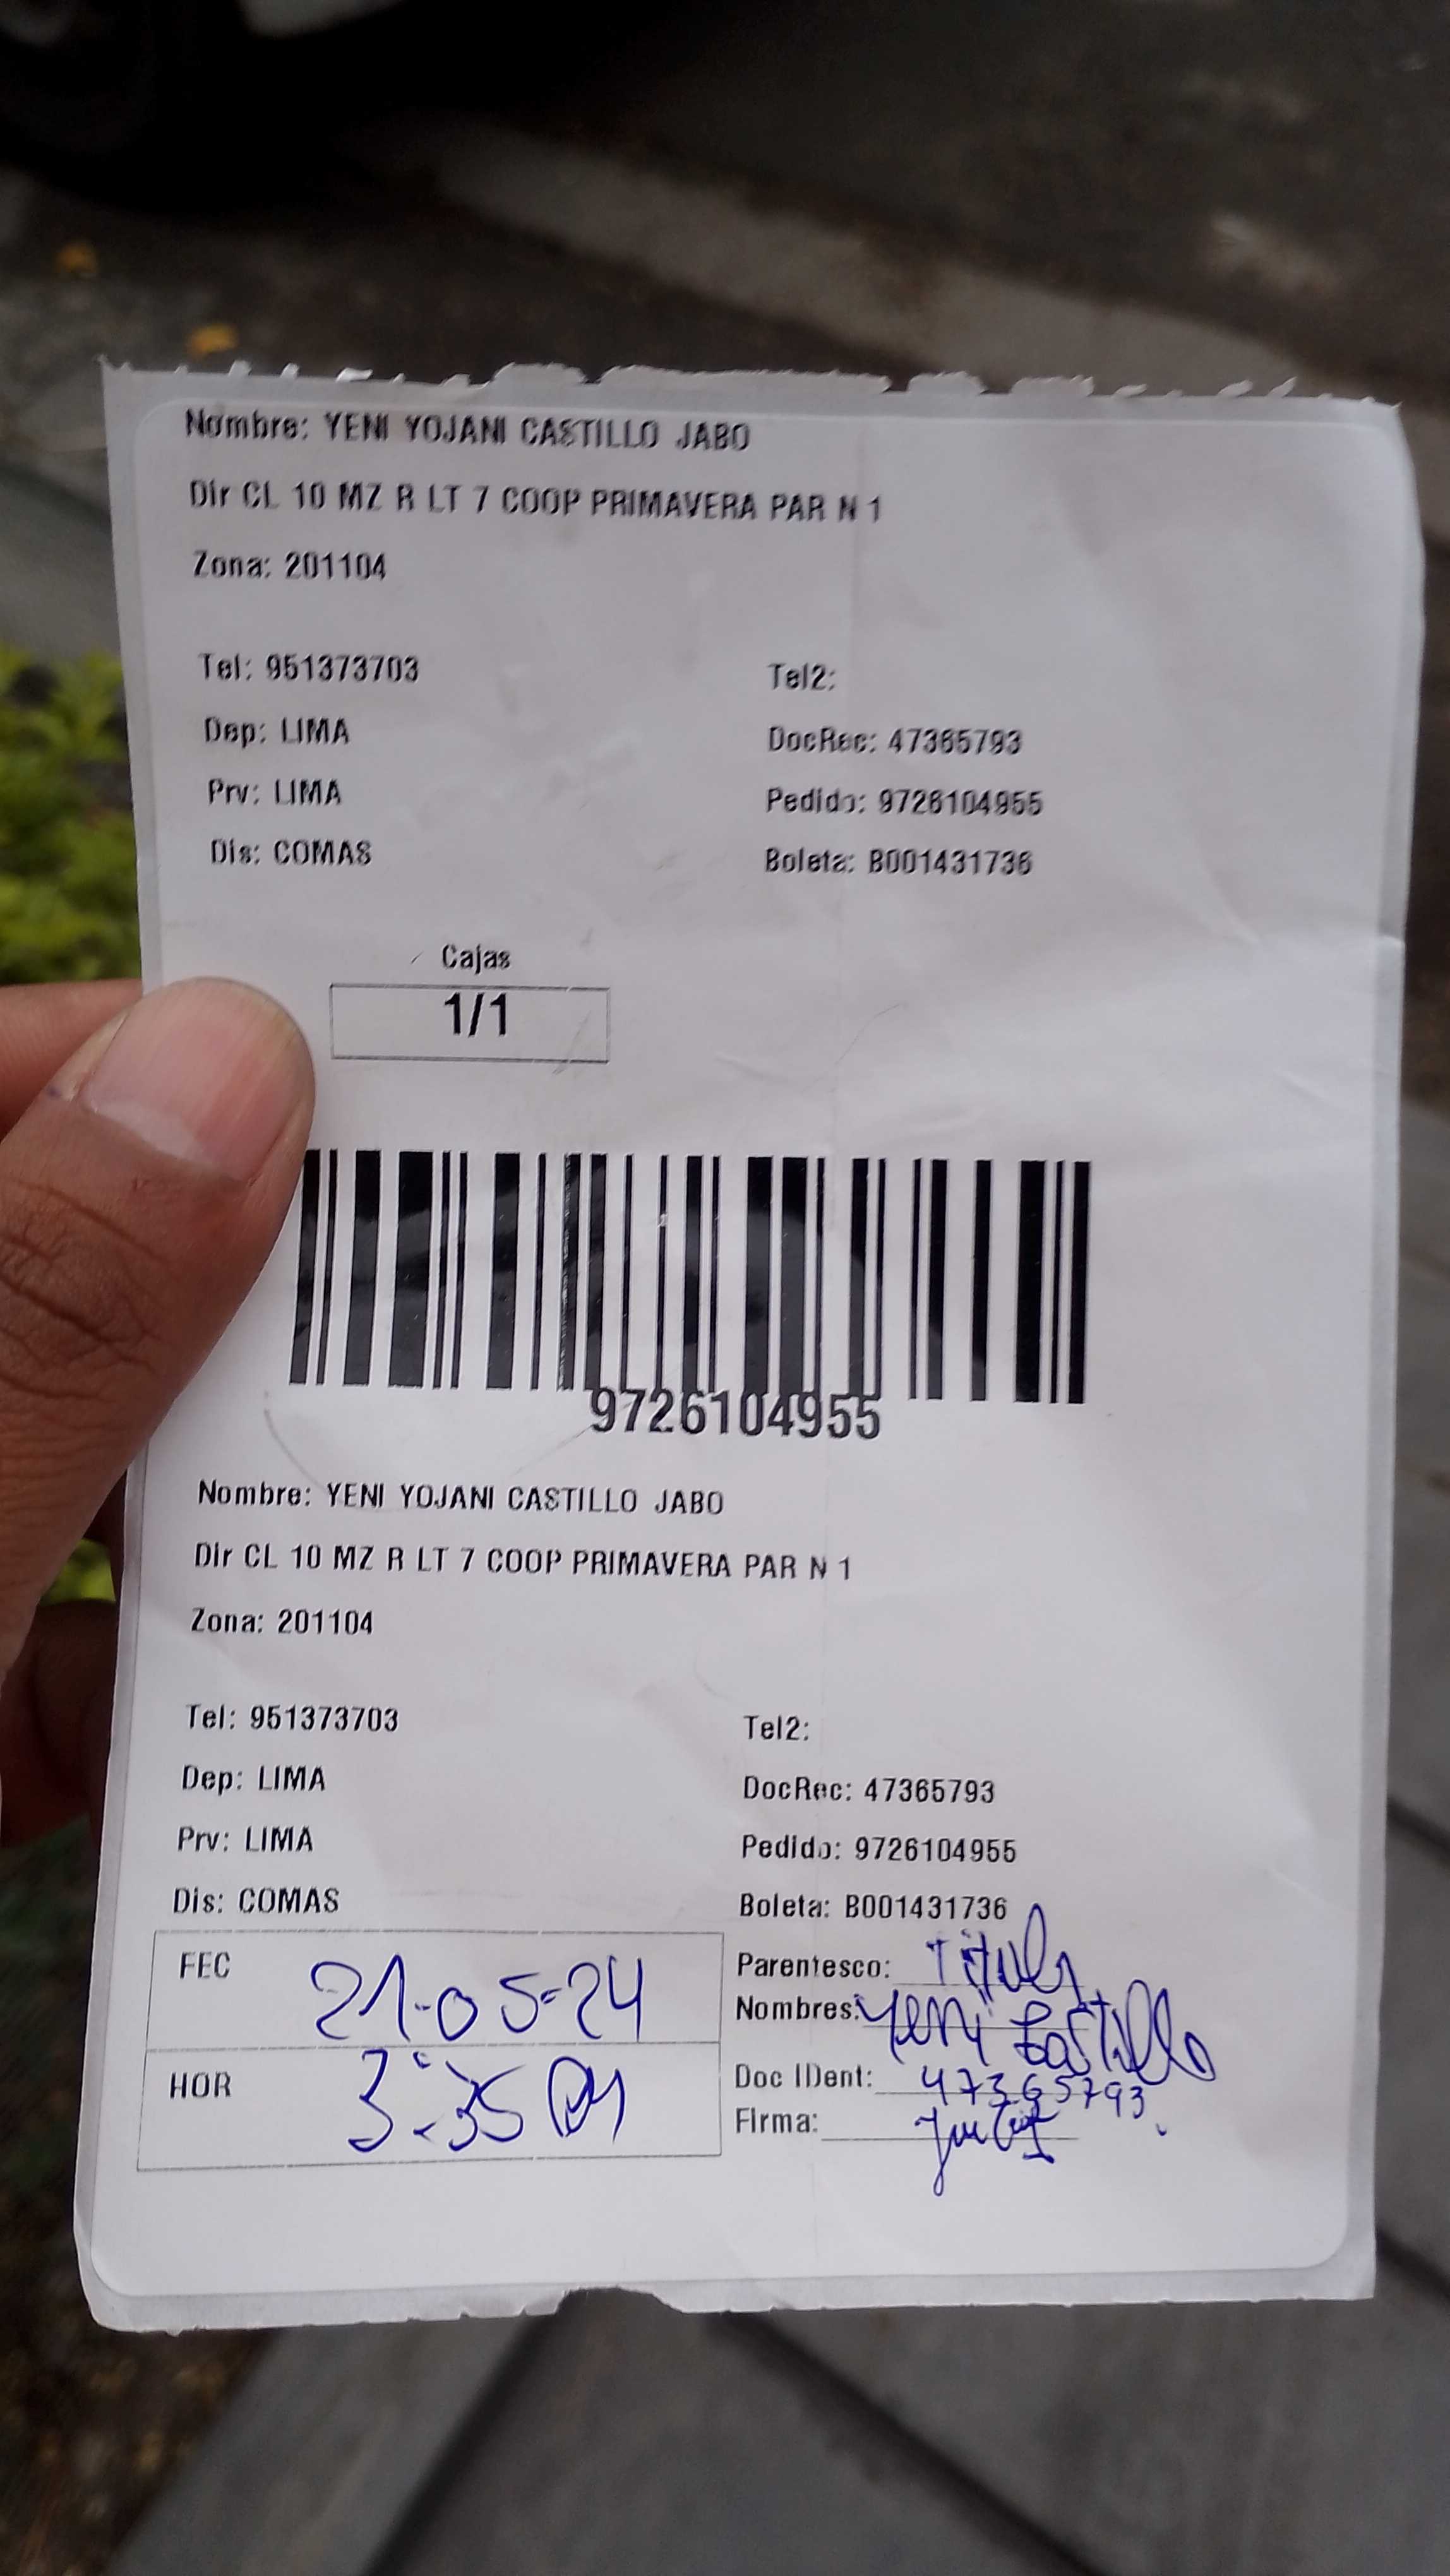 Nombre: YENI YOJANI CASTILLO JABO
Dir CL 10 MZ R LT 7 COOP PRIMAVERA PAR N 1
Zona: 201104
Tel: 951373703 Tel2:
Dep: LIMA DocRec: 47365793
Prv: LIMA Pedido: 9726104955
Dis: COMAS Boleta: B001431736
Cajas
1/1
9726104955
Nombre: YENI YOJANI CASTILLO JABO
Dir CL 10 MZ R LT 7 COOP PRIMAVERA PAR N 1
Zona: 201104
Tel: 951373703 Tel2:
Dep: LIMA DocRec: 47365793
Prv: LIMA Pedido: 9726104955
Dis: COMAS Boleta: B001431736
FEC 21-05-24 Parentesco: Titular
Nombres: Yeni Castillo
HOR 3:35 PM Doc IDent: 47365793
Firma: